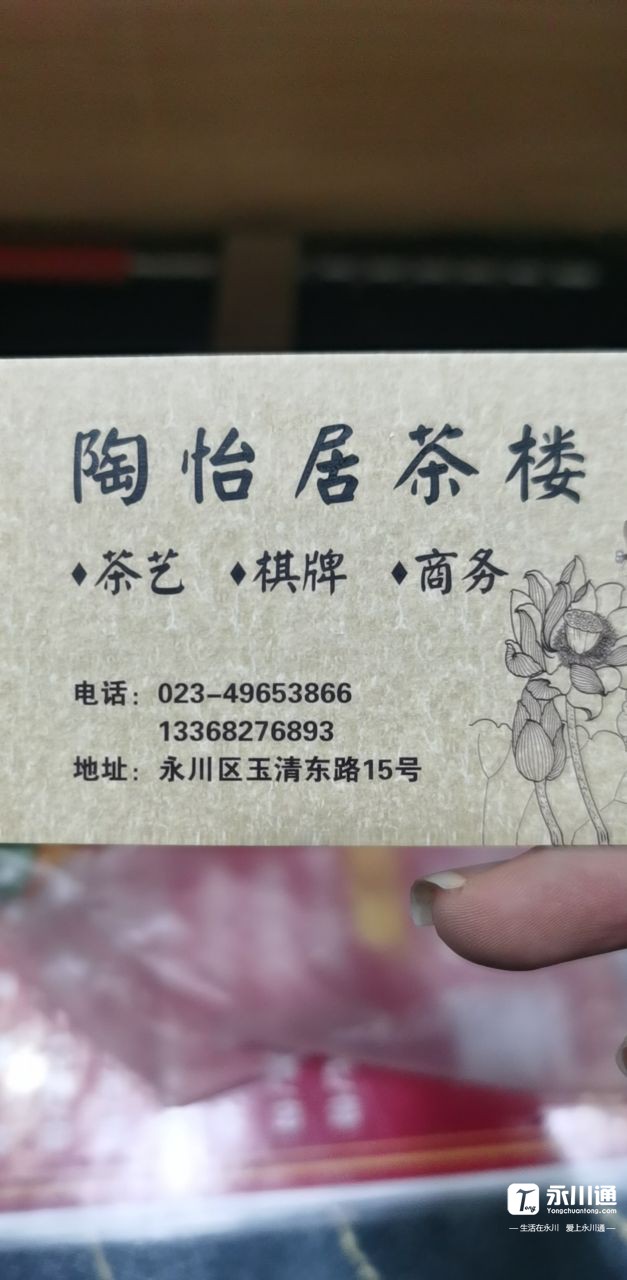 陶怡居茶楼
♦茶艺 ♦棋牌 ♦商务
电话：023-49653866
13368276893
地址：永川区玉清东路15号
永川通
Yongchuantong.com
— 生活在永川 爱上永川通 —